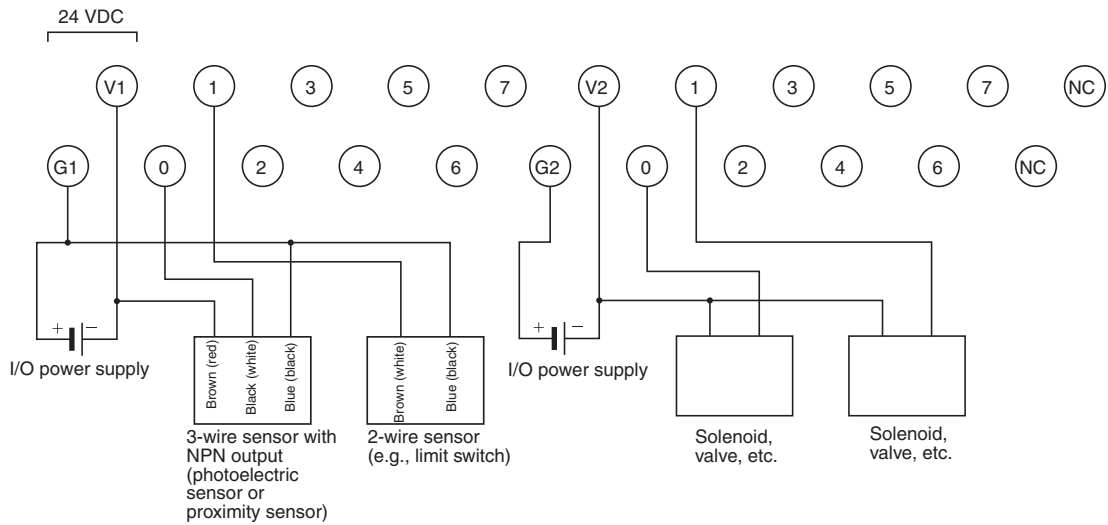 24 VDC
V1 1 3 5 7 V2 1 3 5 7 NC
G1 0 2 4 6 G2 0 2 4 6 NC
+ −
I/O power supply
Brown (red)
Black (white)
Blue (black)
3-wire sensor with
NPN output
(photoelectric
sensor or
proximity sensor)
Brown (white)
Blue (black)
2-wire sensor
(e.g., limit switch)
+ −
I/O power supply
Solenoid,
valve, etc.
Solenoid,
valve, etc.